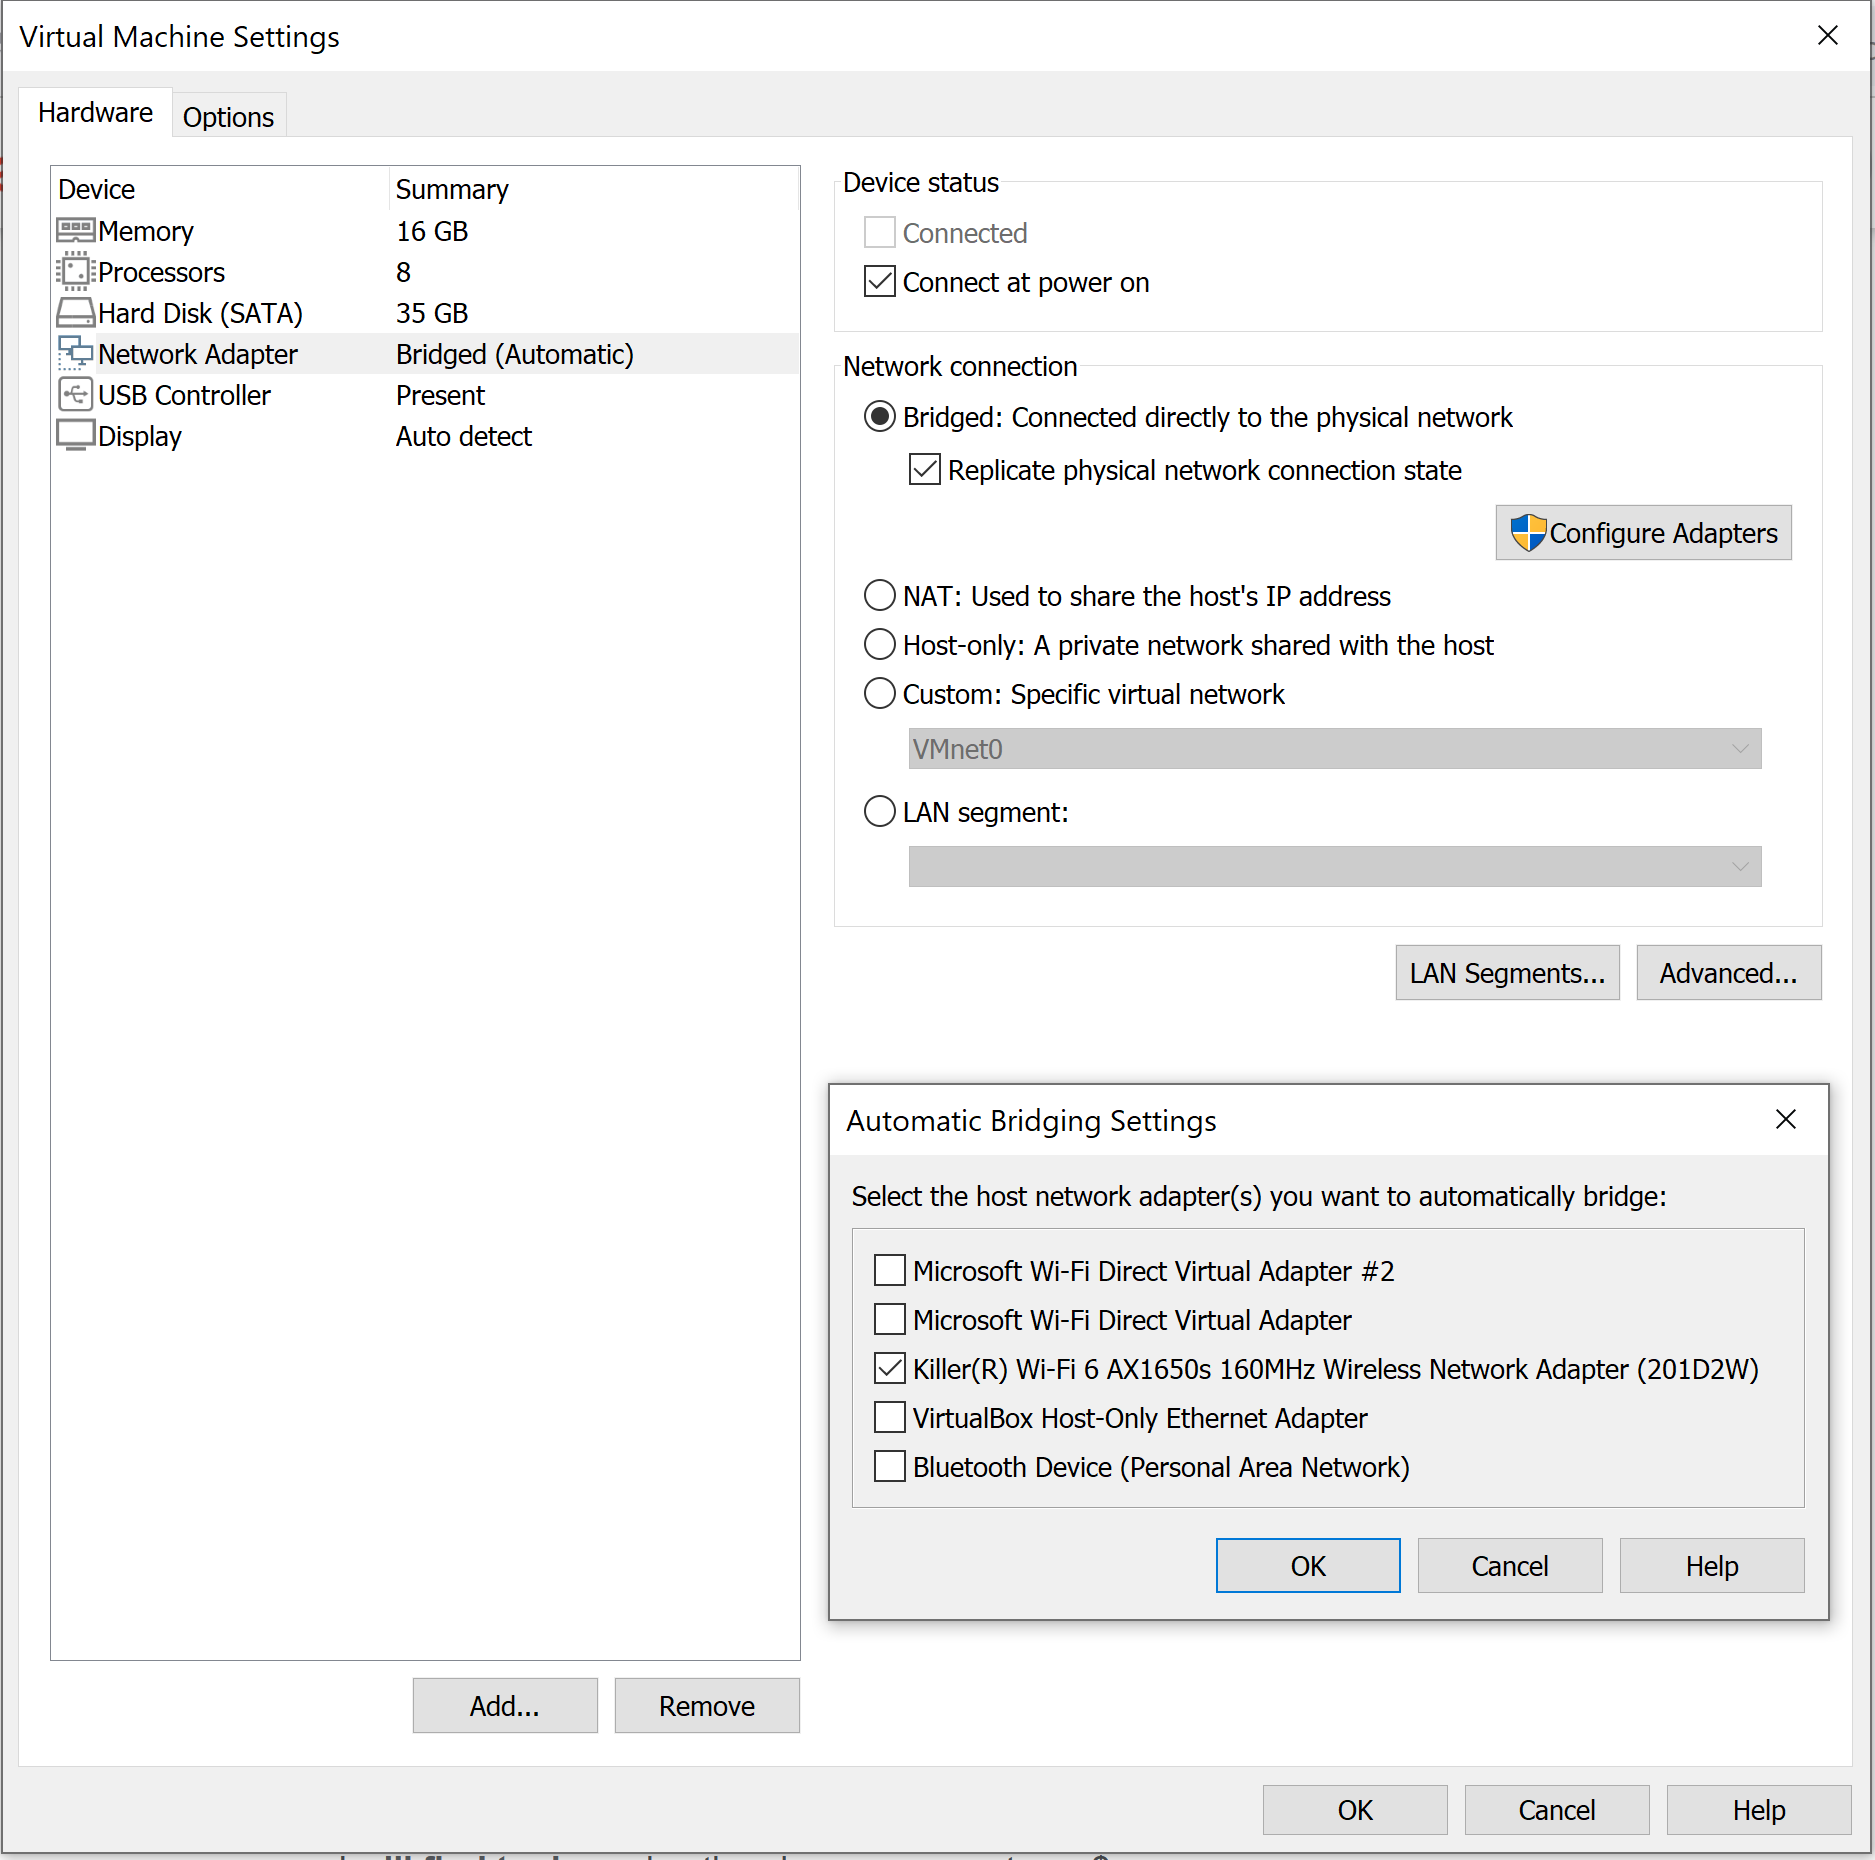 Virtual Machine Settings
Hardware
Options
Device Summary
Memory 16 GB
Processors 8
Hard Disk (SATA) 35 GB
Network Adapter Bridged (Automatic)
USB Controller Present
Display Auto detect
Add...
Remove
Device status
Connected
Connect at power on
Network connection
Bridged: Connected directly to the physical network
Replicate physical network connection state
Configure Adapters
NAT: Used to share the host's IP address
Host-only: A private network shared with the host
Custom: Specific virtual network
VMnet0
LAN segment:
LAN Segments...
Advanced...
Automatic Bridging Settings
Select the host network adapter(s) you want to automatically bridge:
Microsoft Wi-Fi Direct Virtual Adapter #2
Microsoft Wi-Fi Direct Virtual Adapter
Killer(R) Wi-Fi 6 AX1650s 160MHz Wireless Network Adapter (201D2W)
VirtualBox Host-Only Ethernet Adapter
Bluetooth Device (Personal Area Network)
OK
Cancel
Help
OK
Cancel
Help